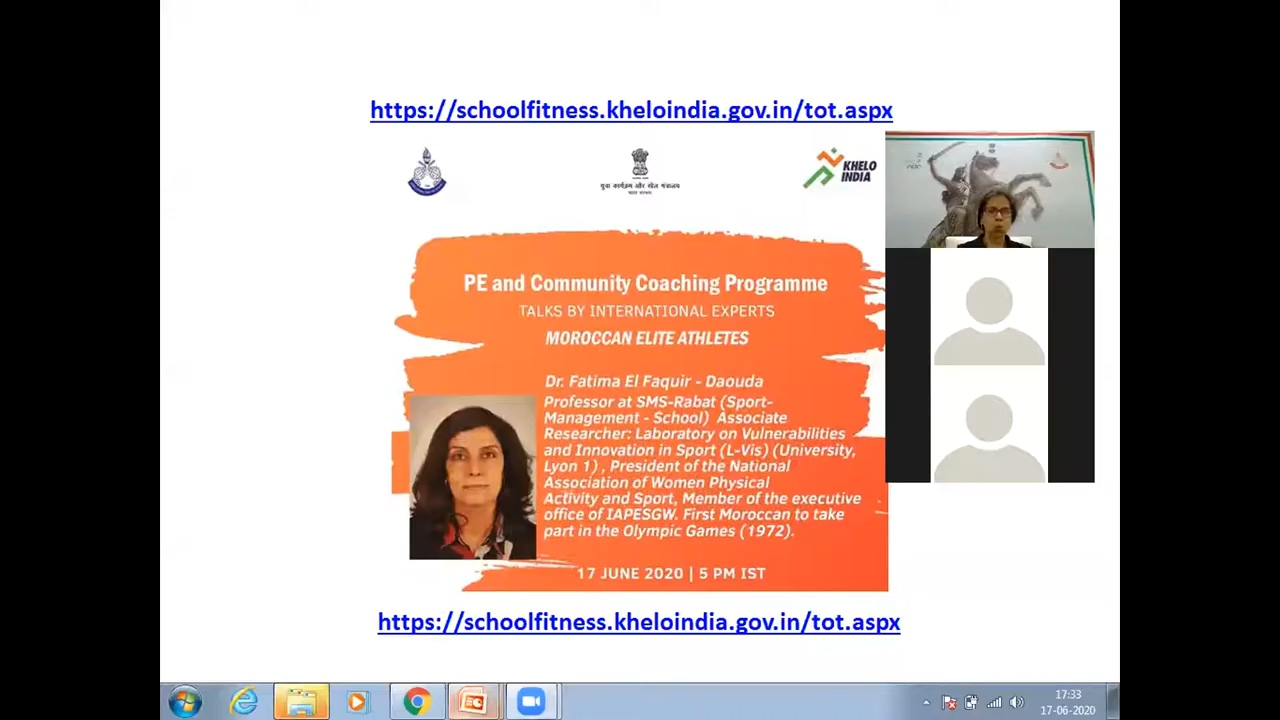 https://schoolfitness.kheloindia.gov.in/tot.aspx
युवा कार्यक्रम और खेल मंत्रालय
KHELO
INDIA
PE and Community Coaching Programme
TALKS BY INTERNATIONAL EXPERTS
MOROCCAN ELITE ATHLETES
Dr. Fatima El Faquir - Daouda
Professor at SMS-Rabat (Sport-
Management - School) Associate
Researcher: Laboratory on Vulnerabilities
and Innovation in Sport (L-Vis) (University,
Lyon 1) , President of the National
Association of Women Physical
Activity and Sport, Member of the executive
office of IAPESGW. First Moroccan to take
part in the Olympic Games (1972).
17 JUNE 2020 | 5 PM IST
https://schoolfitness.kheloindia.gov.in/tot.aspx
17:33
17-06-2020